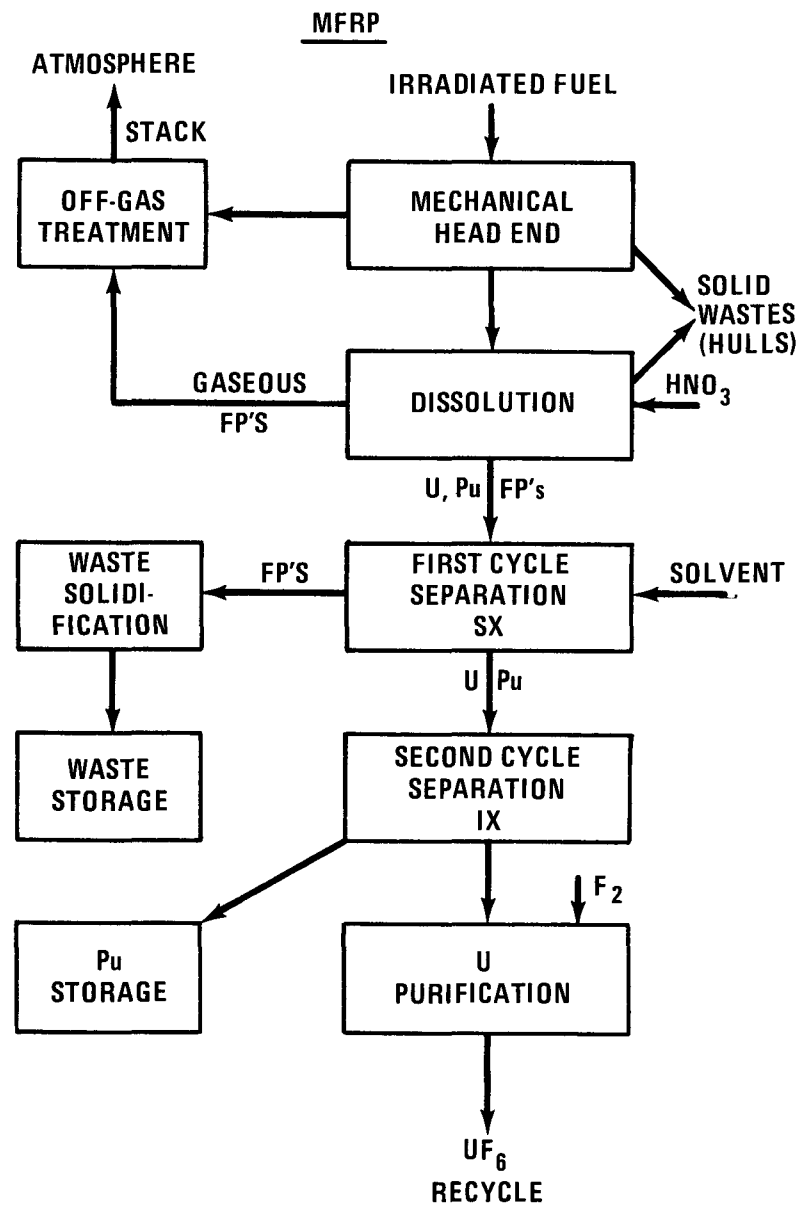 MFRP
ATMOSPHERE
IRRADIATED FUEL
STACK
OFF-GAS
TREATMENT
MECHANICAL
HEAD END
SOLID
WASTES
(HULLS)
GASEOUS
FP'S
DISSOLUTION
HNO₃
U, Pu FP's
WASTE
SOLIDI-
FICATION
FP'S
FIRST CYCLE
SEPARATION
SX
SOLVENT
U Pu
WASTE
STORAGE
SECOND CYCLE
SEPARATION
IX
F₂
Pu
STORAGE
U
PURIFICATION
UF₆
RECYCLE